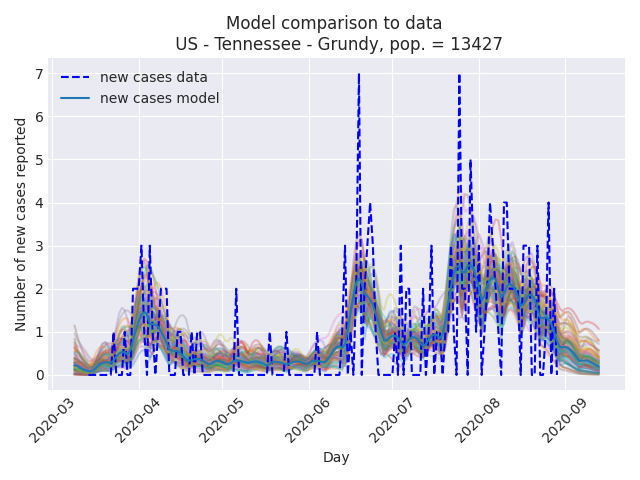 Model comparison to data
US - Tennessee - Grundy, pop. = 13427
new cases data
new cases model
Number of new cases reported
7
6
5
4
3
2
1
0
2020-03
2020-04
2020-05
2020-06
2020-07
2020-08
2020-09
Day